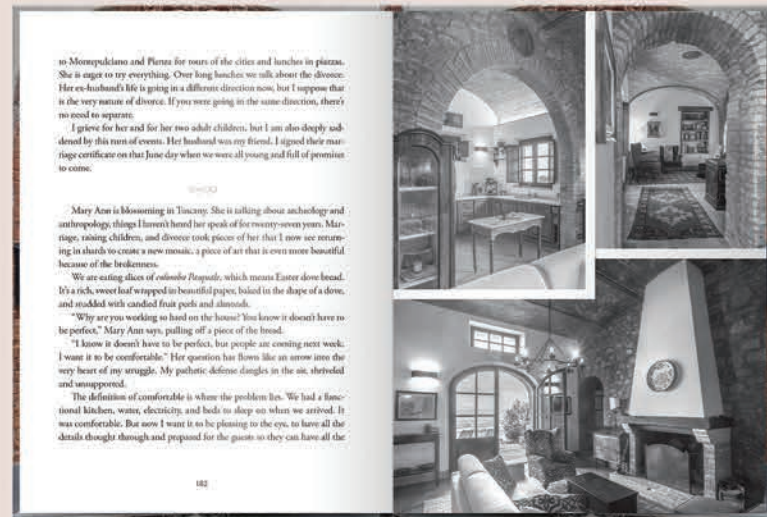 to Montepulciano and Pienza for tours of the cities and lunches in piazzas.
She is eager to try everything. Over long lunches we talk about the divorce.
Her ex-husband's life is going in a different direction now, but I suppose that
is the very nature of divorce. If you were going in the same direction, there's
no need to separate.
I grieve for her and for her two adult children, but I am also deeply sad-
dened by this turn of events. Her husband was my friend. I signed their mar-
riage certificate on that June day when we were all young and full of promises
to come.
Mary Ann is blossoming in Tuscany. She is talking about archeology and
anthropology, things I haven't heard her speak of for twenty-seven years. Mar-
riage, raising children, and divorce took pieces of her that I now see return-
ing in shards to create a new mosaic, a piece of art that is even more beautiful
because of the brokenness.
We are eating slices of colomba Pasquale, which means Easter dove bread.
It's a rich, sweet loaf wrapped in beautiful paper, baked in the shape of a dove,
and studded with candied fruit peels and almonds.
"Why are you working so hard on the house? You know it doesn't have to
be perfect," Mary Ann says, pulling off a piece of the bread.
"I know it doesn't have to be perfect, but people are coming next week.
I want it to be comfortable." Her question has flown like an arrow into the
very heart of my struggle. My pathetic defense dangles in the air, shriveled
and unsupported.
The definition of comfortable is where the problem lies. We had a func-
tional kitchen, water, electricity, and beds to sleep on when we arrived. It
was comfortable. But now I want it to be pleasing to the eye, to have all the
details thought through and prepared for the guests so they can have all the
182